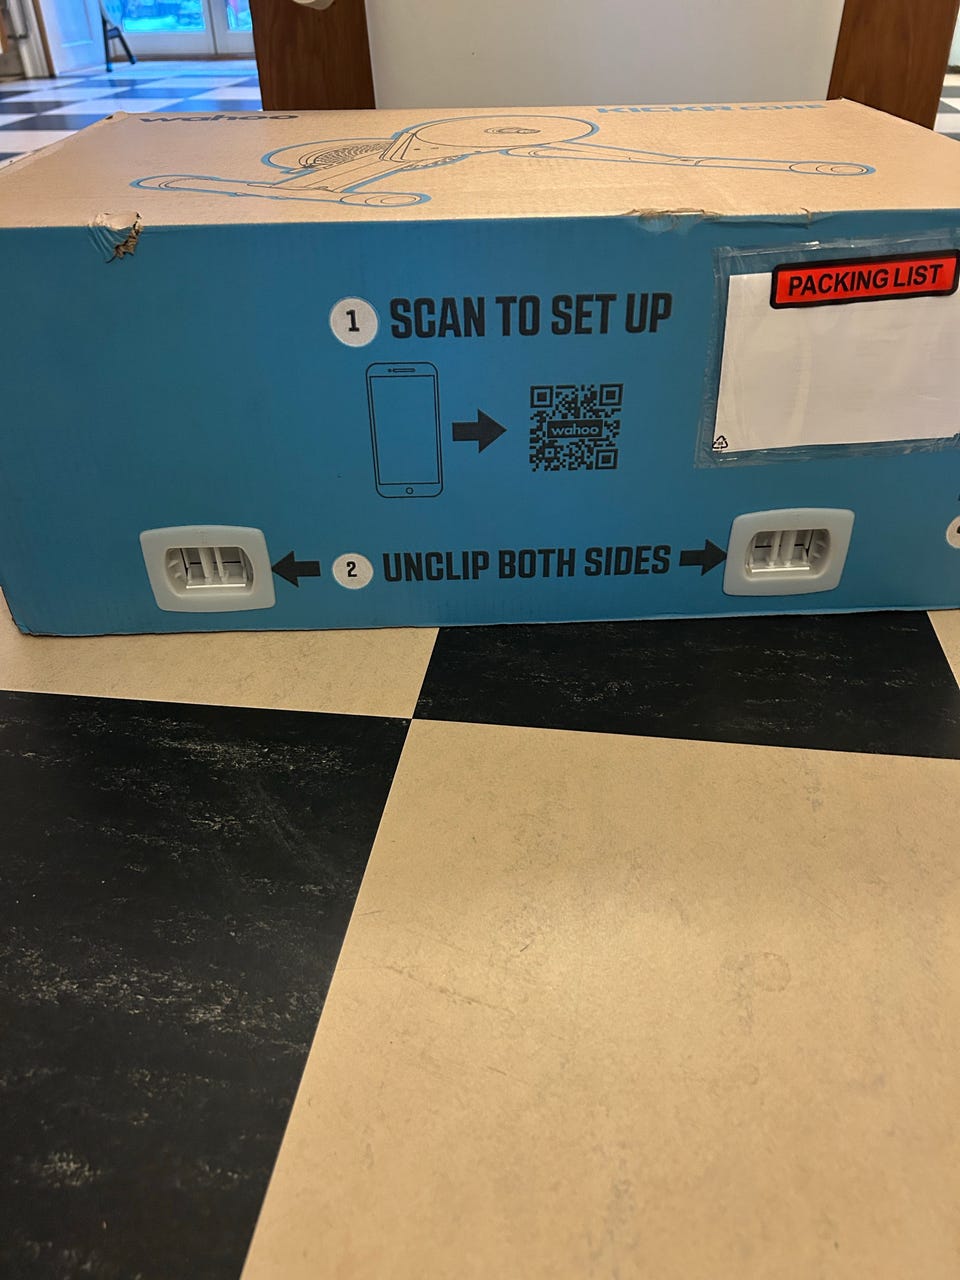 wahoo
KICKR CORE
PACKING LIST
1 SCAN TO SET UP
wahoo
2 UNCLIP BOTH SIDES